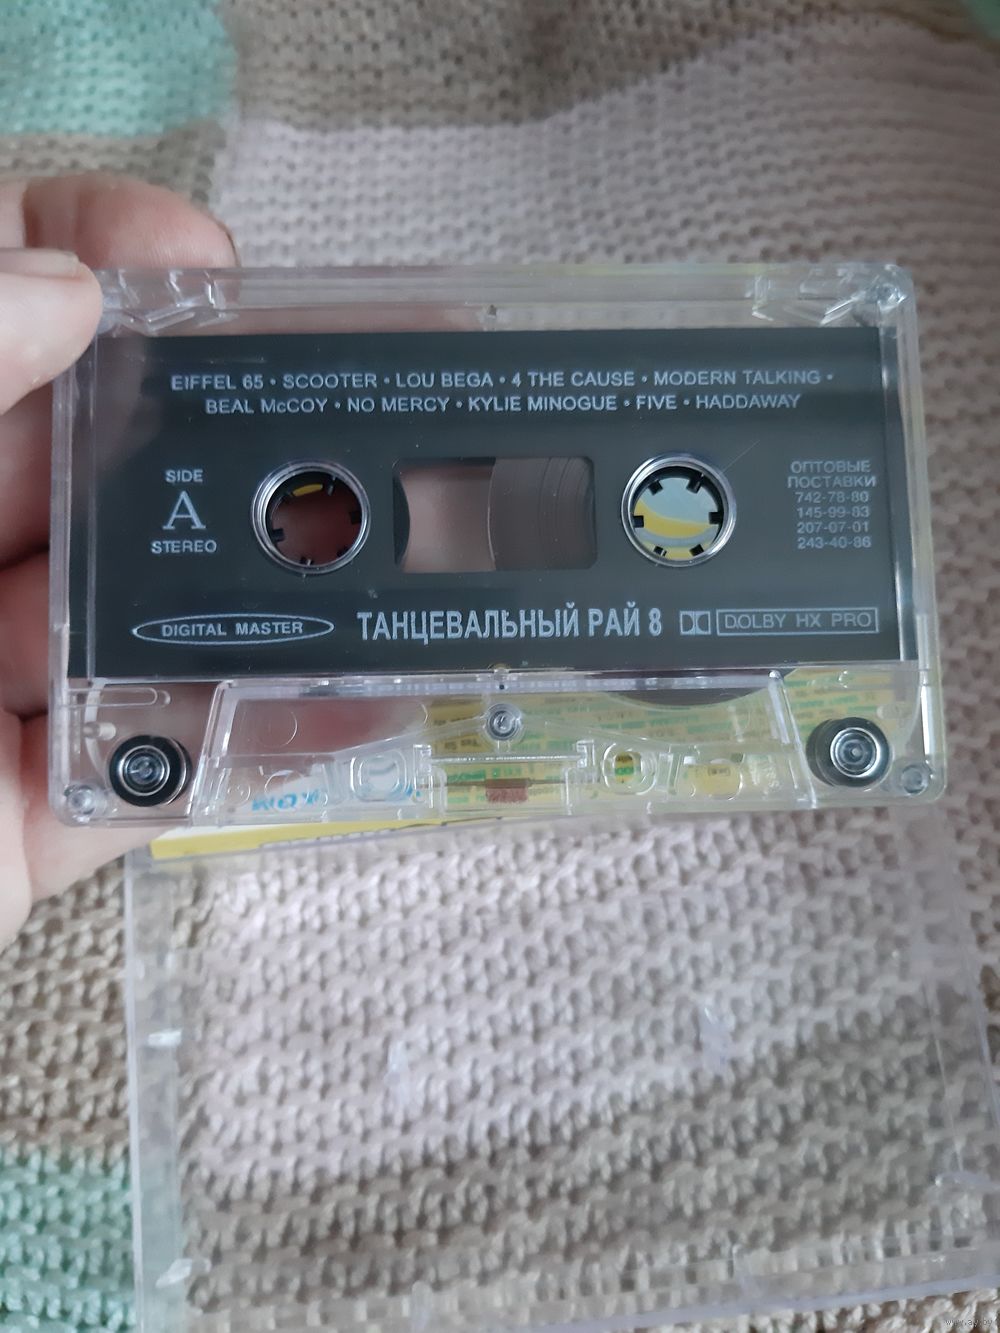 EIFFEL 65 • SCOOTER • LOU BEGA • 4 THE CAUSE • MODERN TALKING •
BEAL McCOY • NO MERCY • KYLIE MINOGUE • FIVE • HADDAWAY
SIDE
A
STEREO
ОПТОВЫЕ
ПОСТАВКИ
742-78-80
145-99-83
207-07-01
243-40-86
DIGITAL MASTER
ТАНЦЕВАЛЬНЫЙ РАЙ 8
DOLBY HX PRO